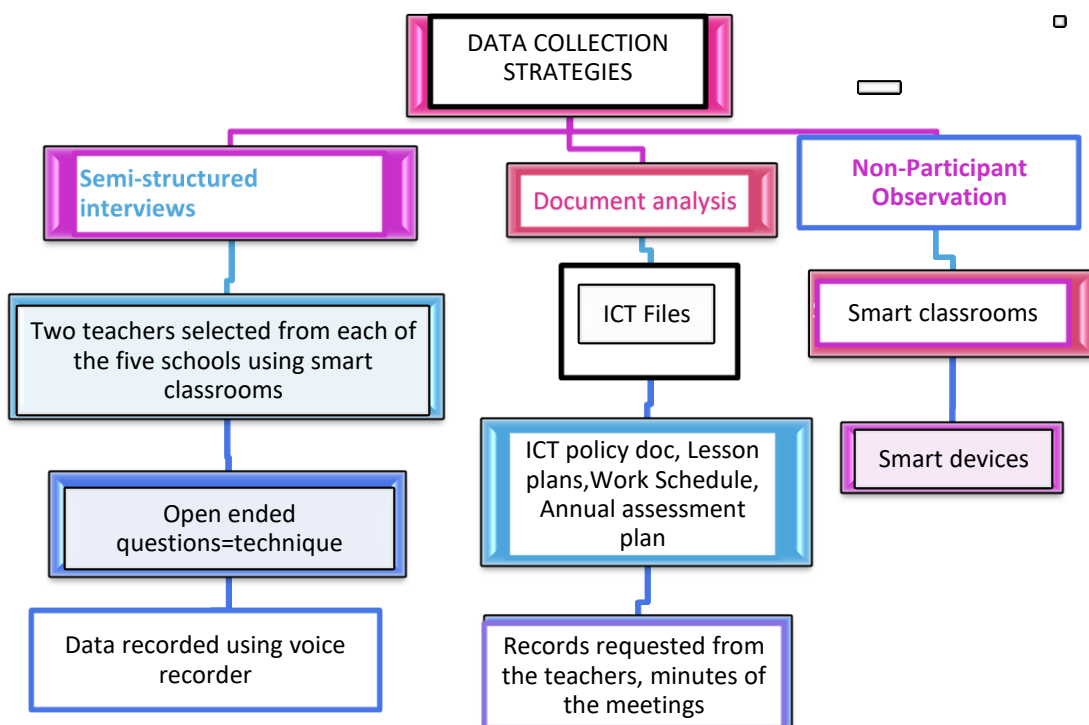 DATA COLLECTION
STRATEGIES
Semi-structured
interviews
Document analysis
Non-Participant
Observation
Two teachers selected from each of
the five schools using smart
classrooms
ICT Files
Smart classrooms
Open ended
questions=technique
ICT policy doc, Lesson
plans,Work Schedule,
Annual assessment
plan
Smart devices
Data recorded using voice
recorder
Records requested from
the teachers, minutes of
the meetings